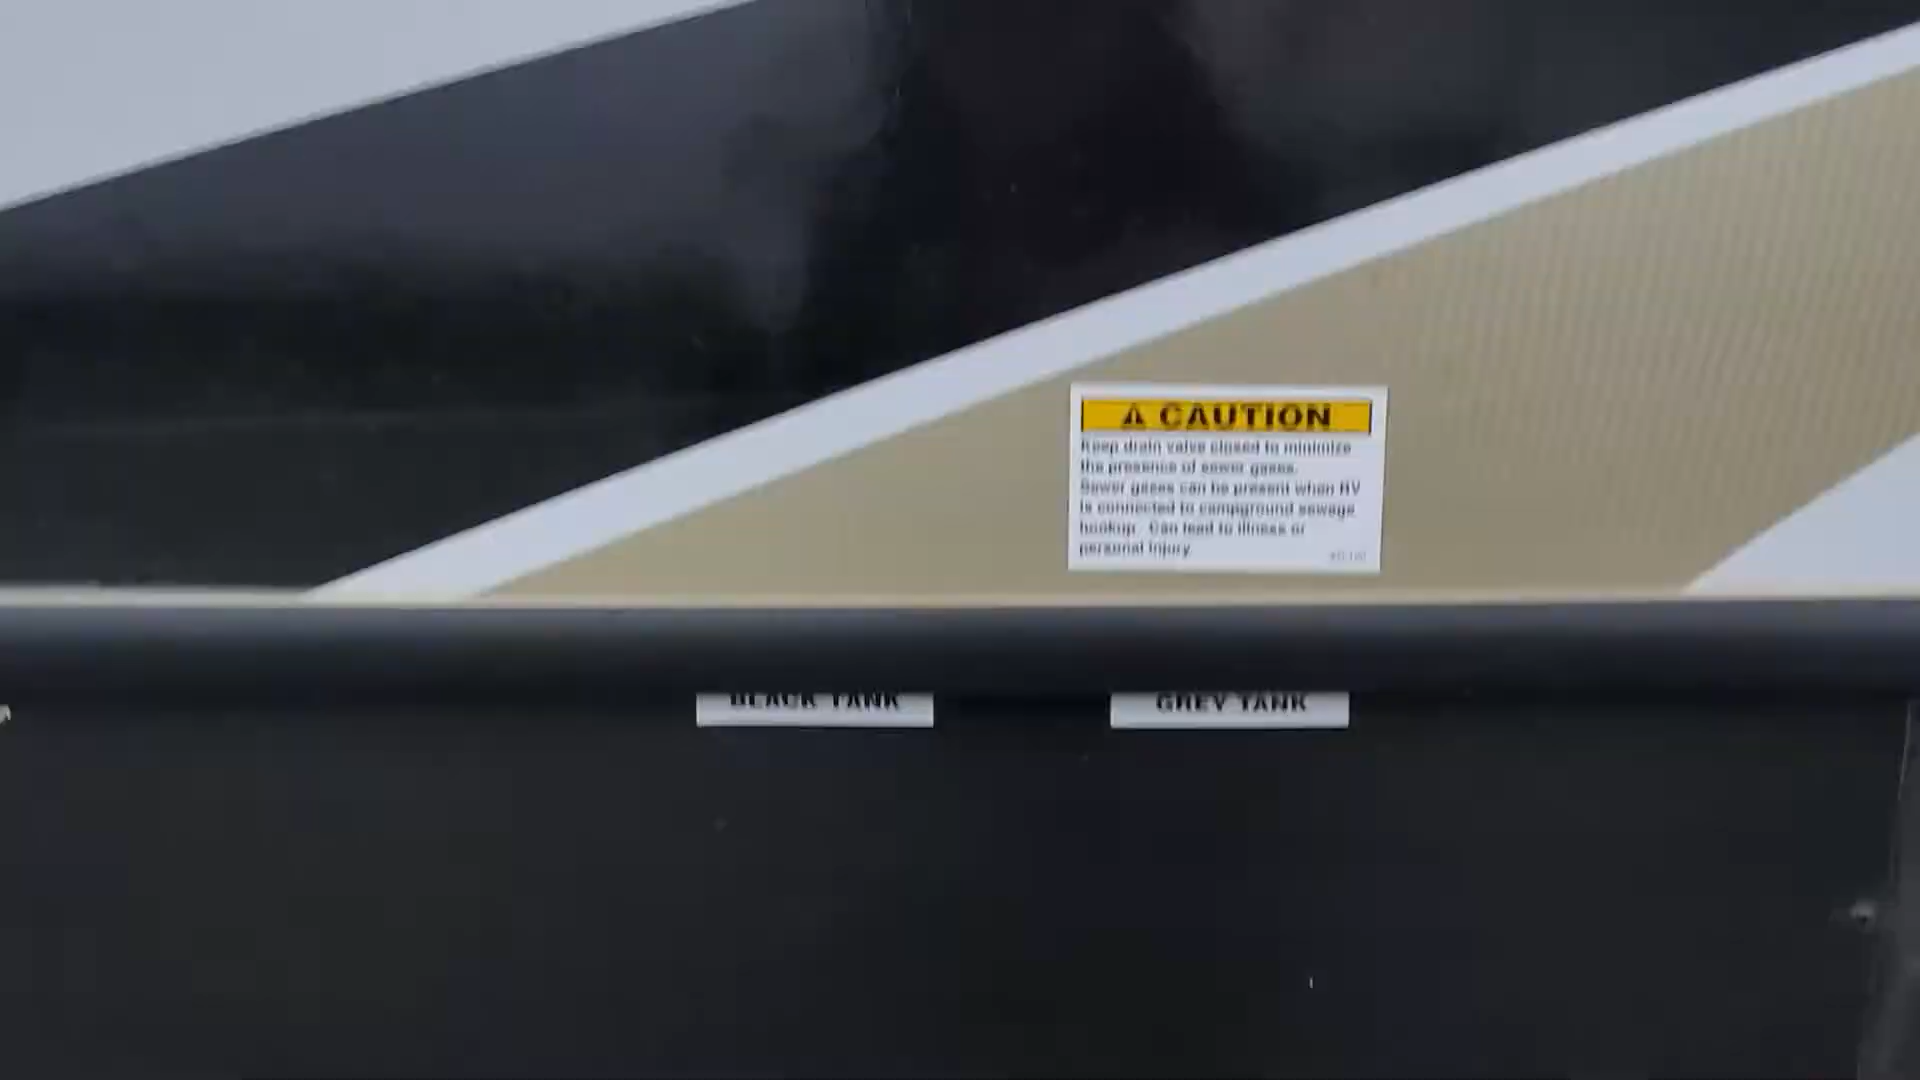 ⚠ CAUTION
Keep drain valve closed to minimize
the presence of sewer gases.
Sewer gases can be present when RV
is connected to campground sewage
hookup. Can lead to illness or
personal injury
BLACK TANK
GREY TANK